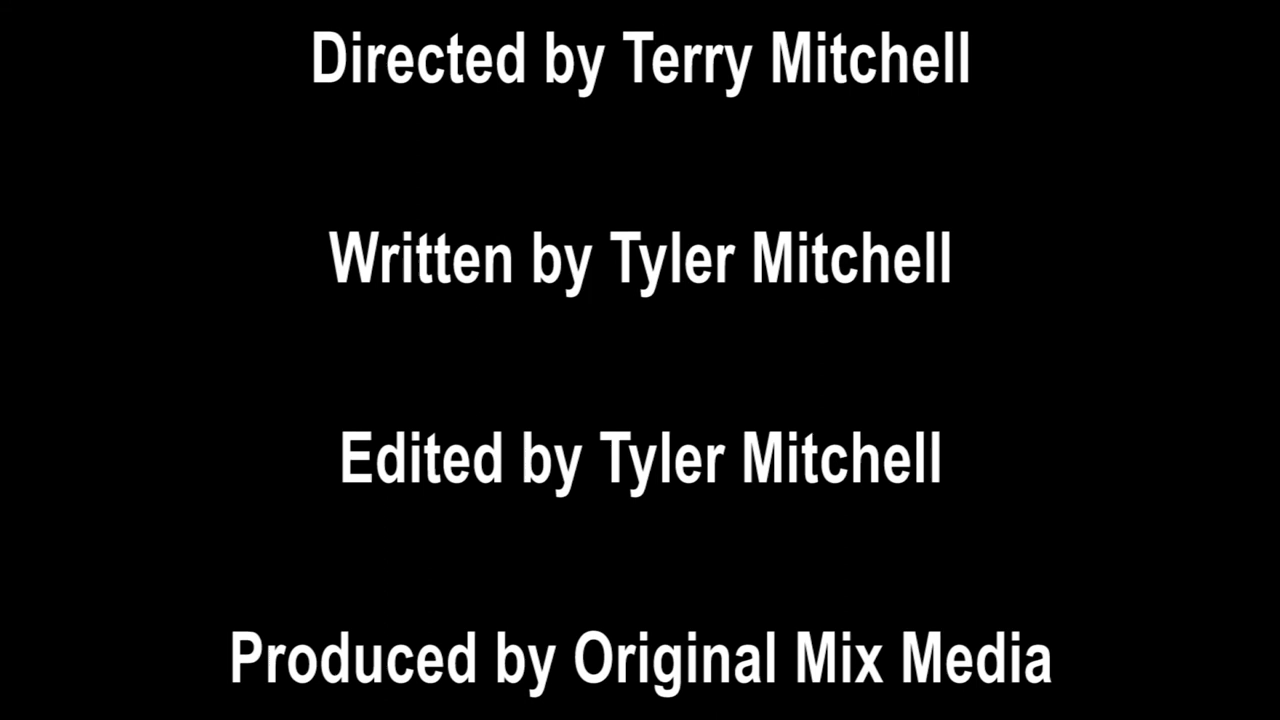 Directed by Terry Mitchell
Written by Tyler Mitchell
Edited by Tyler Mitchell
Produced by Original Mix Media